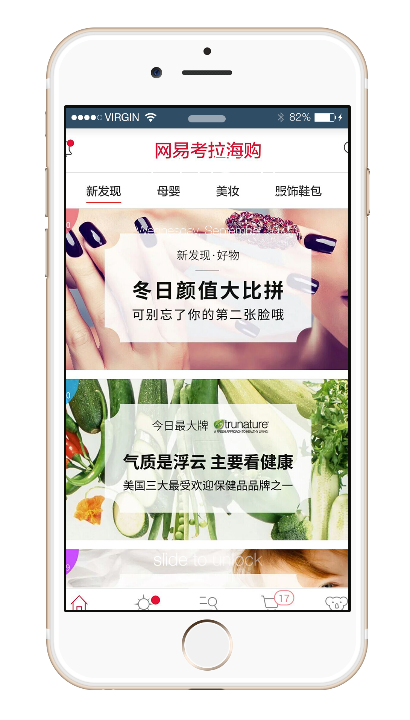 VIRGIN 82%
网易考拉海购
新发现 母婴 美妆 服饰鞋包
Wednesday, September
新发现·好物
冬日颜值大比拼
可别忘了你的第二张脸哦
今日最大牌 trunature
气质是浮云 主要看健康
美国三大最受欢迎保健品品牌之一
slide to unlock
17